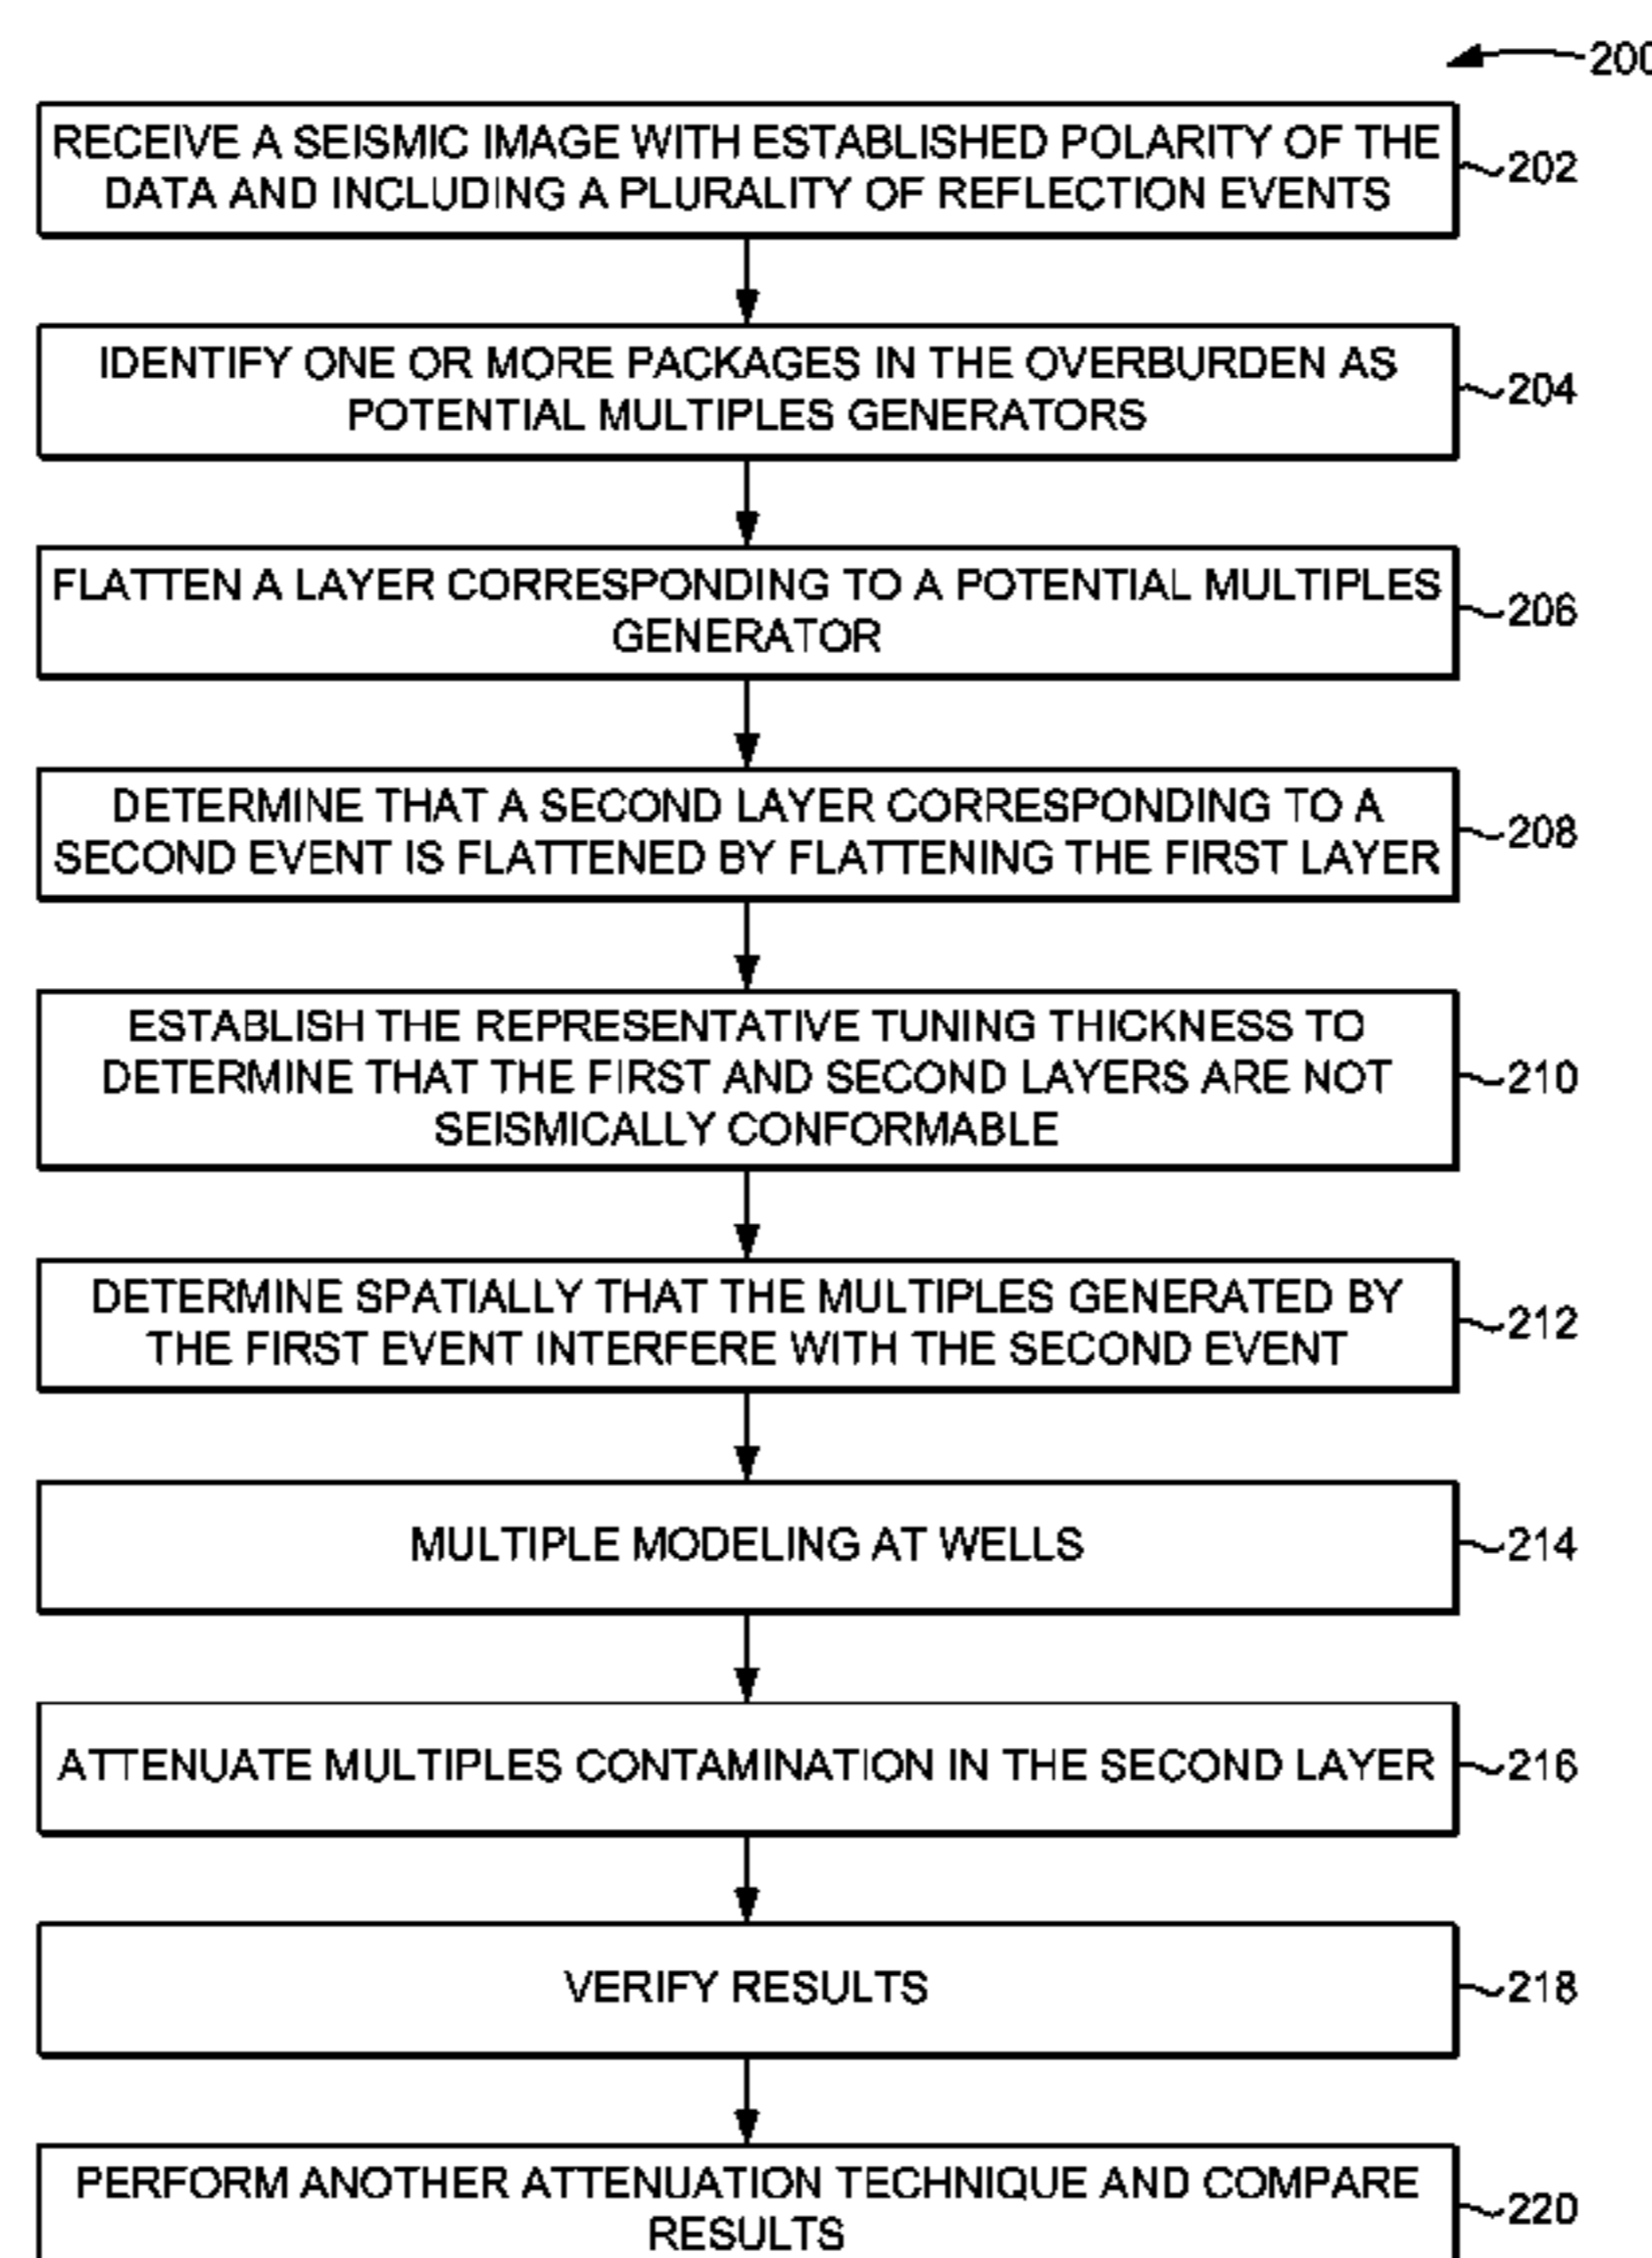 200
RECEIVE A SEISMIC IMAGE WITH ESTABLISHED POLARITY OF THE
DATA AND INCLUDING A PLURALITY OF REFLECTION EVENTS
202
IDENTIFY ONE OR MORE PACKAGES IN THE OVERBURDEN AS
POTENTIAL MULTIPLES GENERATORS
204
FLATTEN A LAYER CORRESPONDING TO A POTENTIAL MULTIPLES
GENERATOR
206
DETERMINE THAT A SECOND LAYER CORRESPONDING TO A
SECOND EVENT IS FLATTENED BY FLATTENING THE FIRST LAYER
208
ESTABLISH THE REPRESENTATIVE TUNING THICKNESS TO
DETERMINE THAT THE FIRST AND SECOND LAYERS ARE NOT
SEISMICALLY CONFORMABLE
210
DETERMINE SPATIALLY THAT THE MULTIPLES GENERATED BY
THE FIRST EVENT INTERFERE WITH THE SECOND EVENT
212
MULTIPLE MODELING AT WELLS
214
ATTENUATE MULTIPLES CONTAMINATION IN THE SECOND LAYER
216
VERIFY RESULTS
218
PERFORM ANOTHER ATTENUATION TECHNIQUE AND COMPARE
RESULTS
220